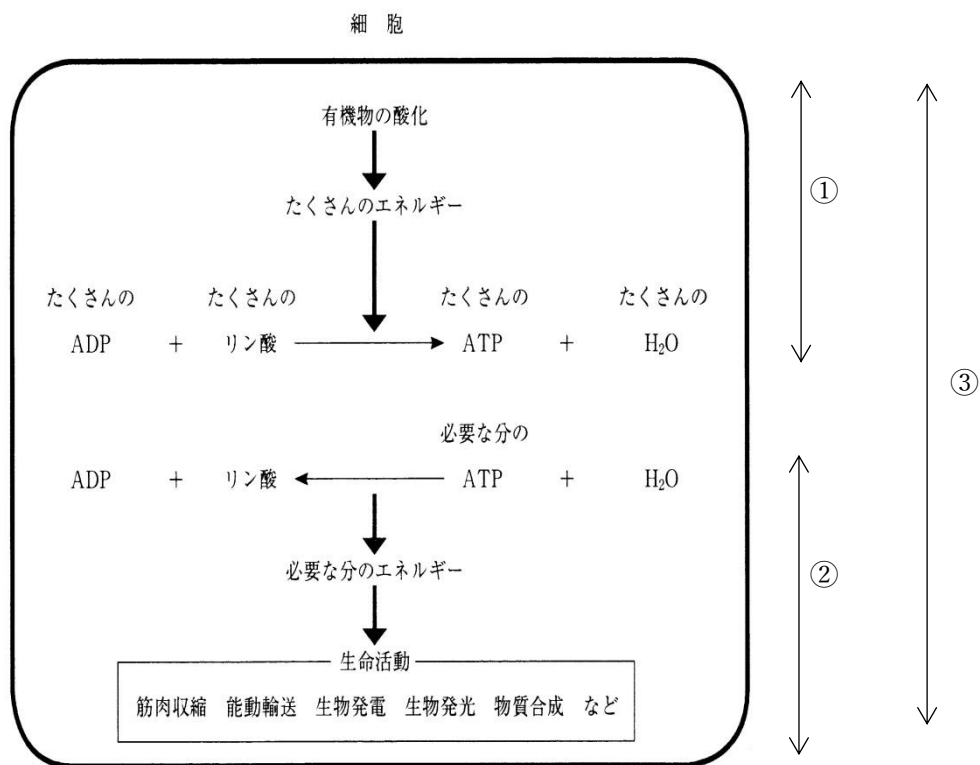 細 胞
有機物の酸化
たくさんのエネルギー
たくさんの たくさんの たくさんの たくさんの
ADP + リン酸 → ATP + H₂O
必要な分の
ADP + リン酸 ← ATP + H₂O
必要な分のエネルギー
生命活動
筋肉収縮 能動輸送 生物発電 生物発光 物質合成 など
①
②
③